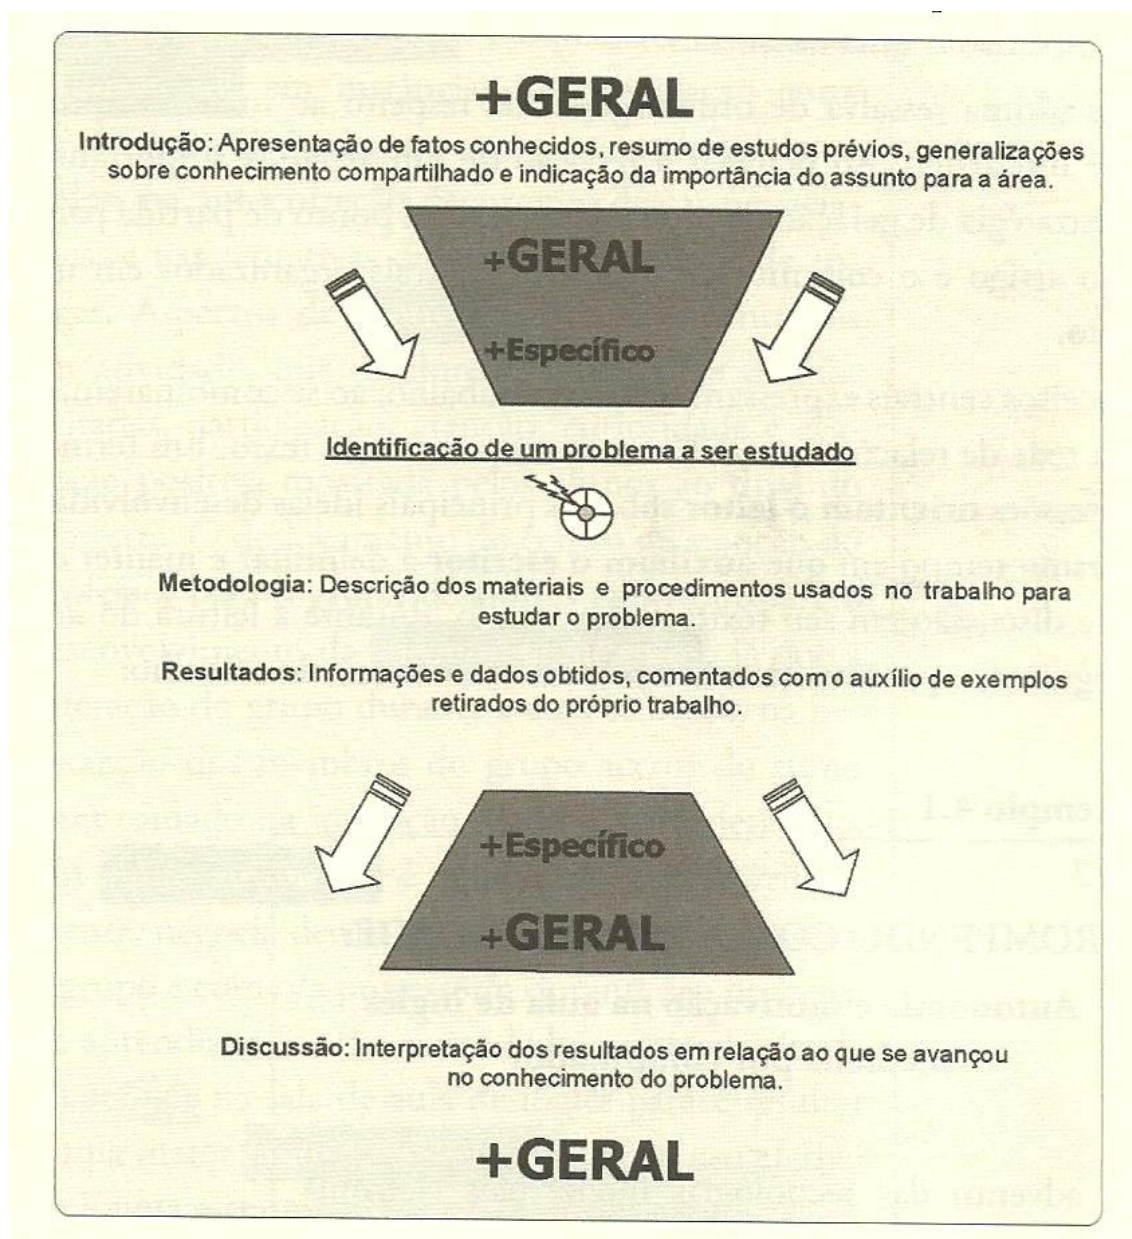 +GERAL
Introdução: Apresentação de fatos conhecidos, resumo de estudos prévios, generalizações
sobre conhecimento compartilhado e indicação da importância do assunto para a área.
+GERAL
+Específico
Identificação de um problema a ser estudado
Metodologia: Descrição dos materiais e procedimentos usados no trabalho para
estudar o problema.
Resultados: Informações e dados obtidos, comentados com o auxílio de exemplos
retirados do próprio trabalho.
+Específico
+GERAL
Discussão: Interpretação dos resultados em relação ao que se avançou
no conhecimento do problema.
+GERAL